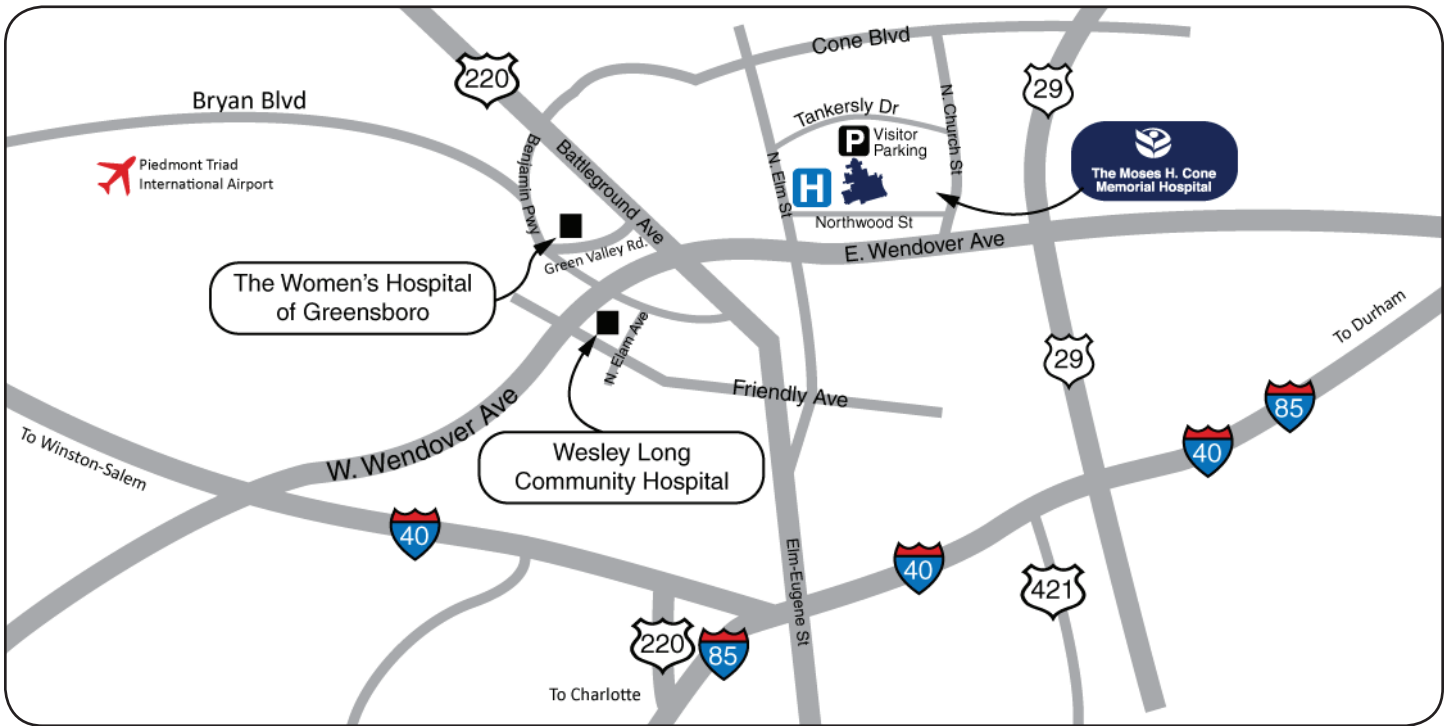 Cone Blvd
220
29
Bryan Blvd
Tankersly Dr
N. Church St
P
Visitor
Parking
Benjamin Pwy
Battleground Ave
Piedmont Triad
International Airport
N. Elm St
H
The Moses H. Cone
Memorial Hospital
Northwood St
E. Wendover Ave
Green Valley Rd.
The Women's Hospital
of Greensboro
To Durham
N. Elam Ave
29
Friendly Ave
85
W. Wendover Ave
40
To Winston-Salem
Wesley Long
Community Hospital
40
Elm-Eugene St
40
421
220
85
To Charlotte